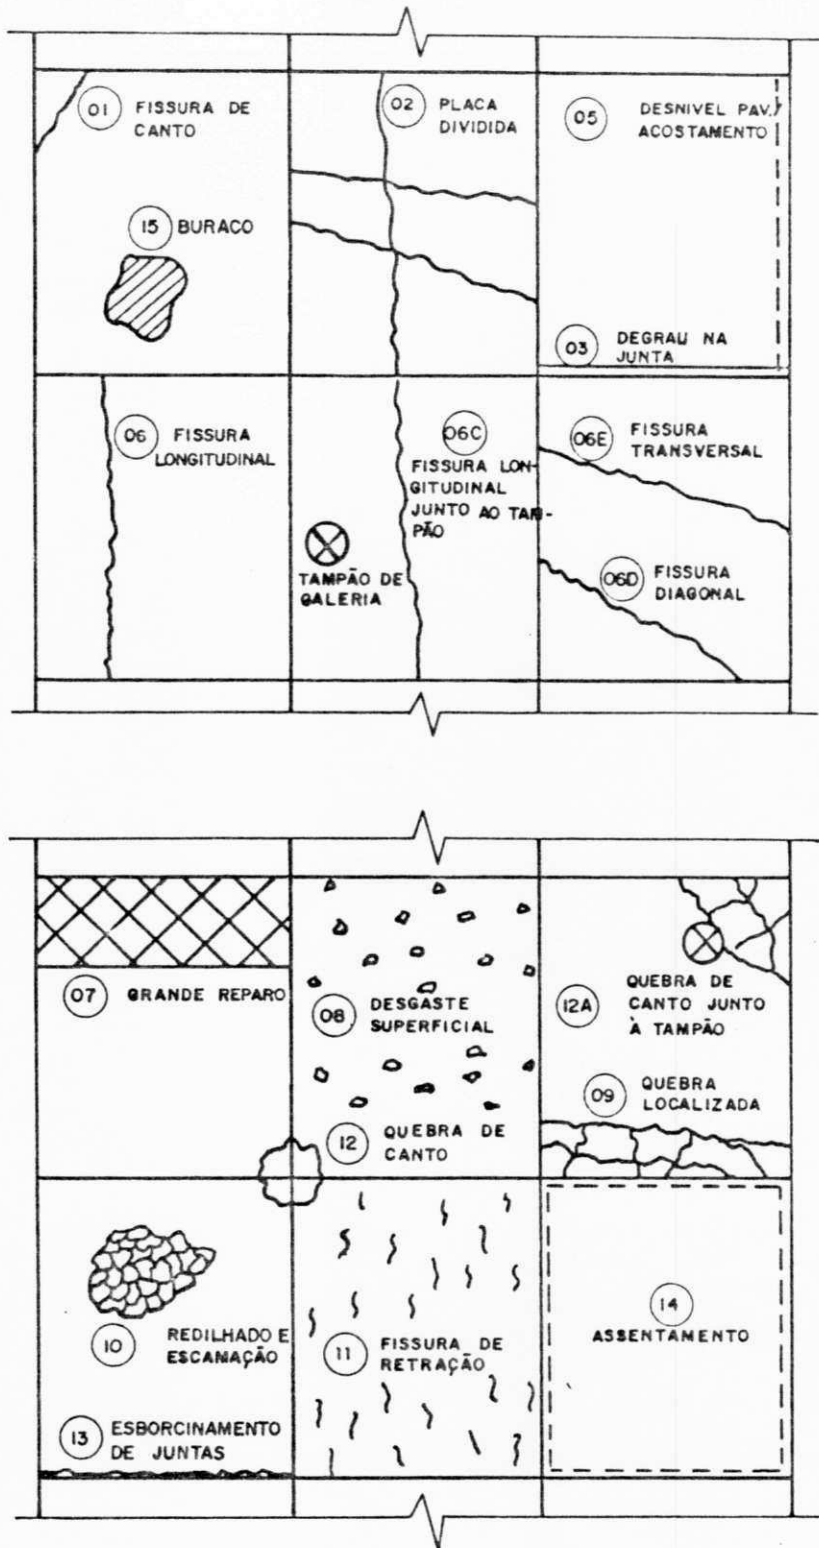 01 FISSURA DE
CANTO
15 BURACO
02 PLACA
DIVIDIDA
05 DESNIVEL PAV./
ACOSTAMENTO
03 DEGRAU NA
JUNTA
06 FISSURA
LONGITUDINAL
06C
FISSURA LON-
GITUDINAL
JUNTO AO TAM-
PÃO
TAMPÃO DE
GALERIA
06E FISSURA
TRANSVERSAL
06D FISSURA
DIAGONAL
07 GRANDE REPARO
08 DESGASTE
SUPERFICIAL
12 QUEBRA DE
CANTO
12A QUEBRA DE
CANTO JUNTO
À TAMPÃO
09 QUEBRA
LOCALIZADA
10 REDILHADO E
ESCAMAÇÃO
13 ESBORCINAMENTO
DE JUNTAS
11 FISSURA DE
RETRAÇÃO
14
ASSENTAMENTO